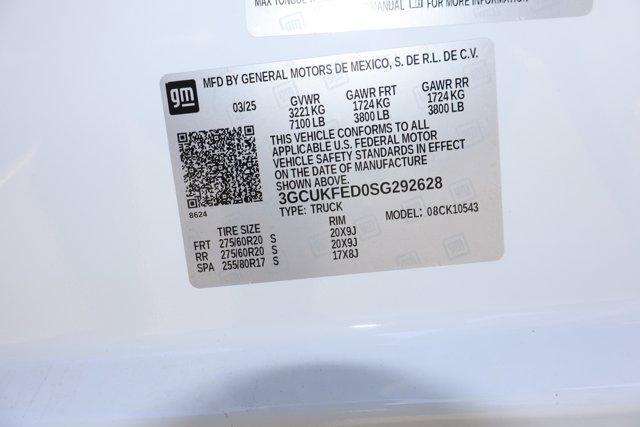 MANUAL FOR MORE INFORMATION
gm
MFD BY GENERAL MOTORS DE MEXICO, S. DE R.L. DE C.V.
03/25 GVWR GAWR FRT GAWR RR
3221 KG 1724 KG 1724 KG
7100 LB 3800 LB 3800 LB
THIS VEHICLE CONFORMS TO ALL
APPLICABLE U.S. FEDERAL MOTOR
VEHICLE SAFETY STANDARDS IN EFFECT
ON THE DATE OF MANUFACTURE
SHOWN ABOVE.
3GCUKFED0SG292628
8624
TYPE: TRUCK MODEL: 08CK10543
TIRE SIZE RIM
FRT 275/60R20 S 20X9J
RR 275/60R20 S 20X9J
SPA 255/80R17 S 17X8J